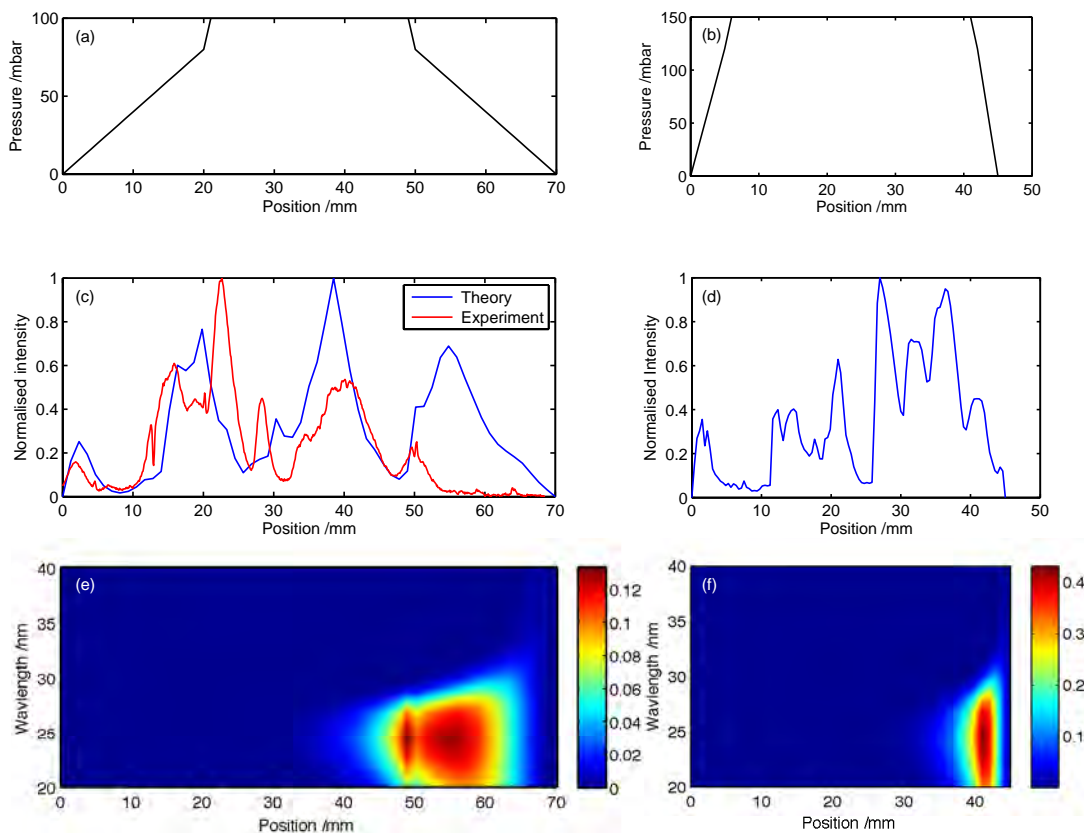 (a)
Pressure /mbar
100
50
0
0 10 20 30 40 50 60 70
Position /mm
(b)
Pressure /mbar
150
100
50
0
0 10 20 30 40 50
Position /mm
(c)
Theory
Experiment
Normalised intensity
1
0.8
0.6
0.4
0.2
0
0 10 20 30 40 50 60 70
Position /mm
(d)
Normalised Intensity
1
0.8
0.6
0.4
0.2
0
0 10 20 30 40 50
Position /mm
(e)
Wavlength /nm
40
35
30
25
20
0 10 20 30 40 50 60 70
Position /mm
0.12
0.1
0.08
0.06
0.04
0.02
0
(f)
Wavlength /nm
40
35
30
25
20
0 10 20 30 40
Position /mm
0.4
0.3
0.2
0.1